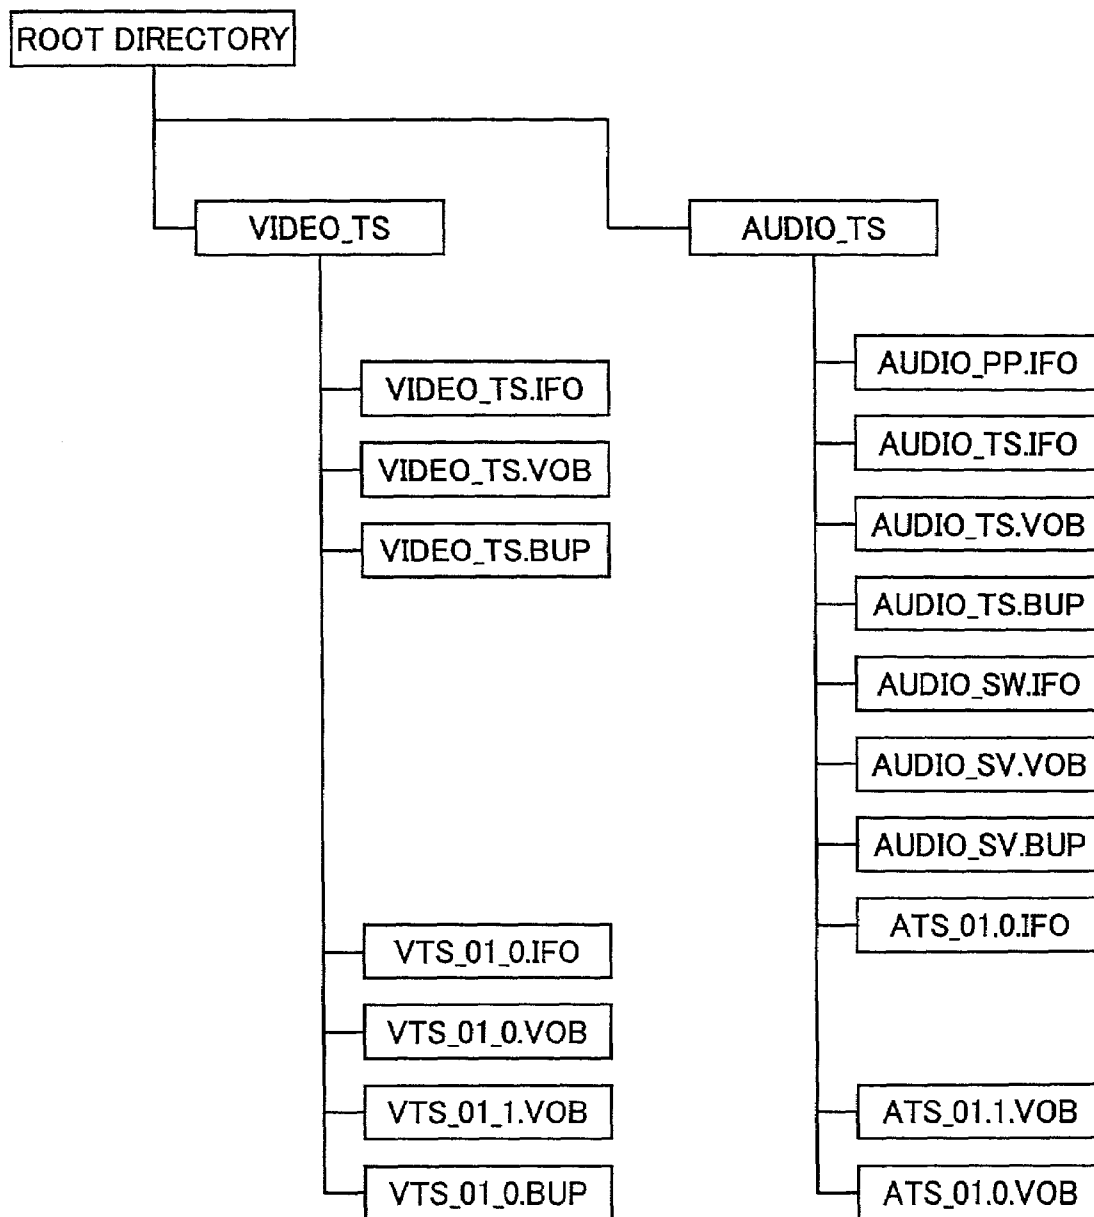 ROOT DIRECTORY
VIDEO_TS
AUDIO_TS
VIDEO_TS.IFO
VIDEO_TS.VOB
VIDEO_TS.BUP
VTS_01_0.IFO
VTS_01_0.VOB
VTS_01_1.VOB
VTS_01_0.BUP
AUDIO_PP.IFO
AUDIO_TS.IFO
AUDIO_TS.VOB
AUDIO_TS.BUP
AUDIO_SW.IFO
AUDIO_SV.VOB
AUDIO_SV.BUP
ATS_01.0.IFO
ATS_01.1.VOB
ATS_01.0.VOB